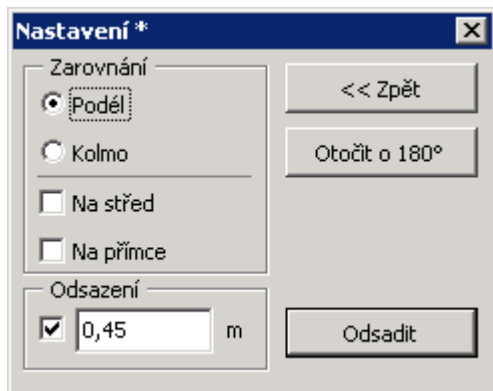 Nastavení *
Zarovnání
Podél
Kolmo
Na střed
Na přímce
<< Zpět
Otočit o 180°
Odsazení
0,45 m
Odsadit